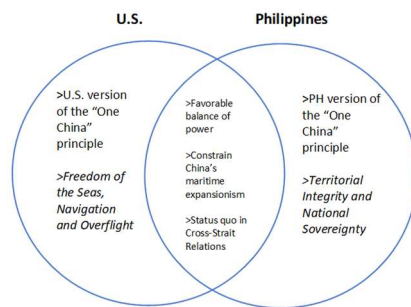 U.S.
Philippines
>U.S. version
of the “One
China”
principle
>Freedom of
the Seas,
Navigation
and Overflight
>Favorable
balance of
power
>Constrain
China’s
maritime
expansionism
>Status quo in
Cross-Strait
Relations
>PH version of
the “One
China”
principle
>Territorial
Integrity and
National
Sovereignty